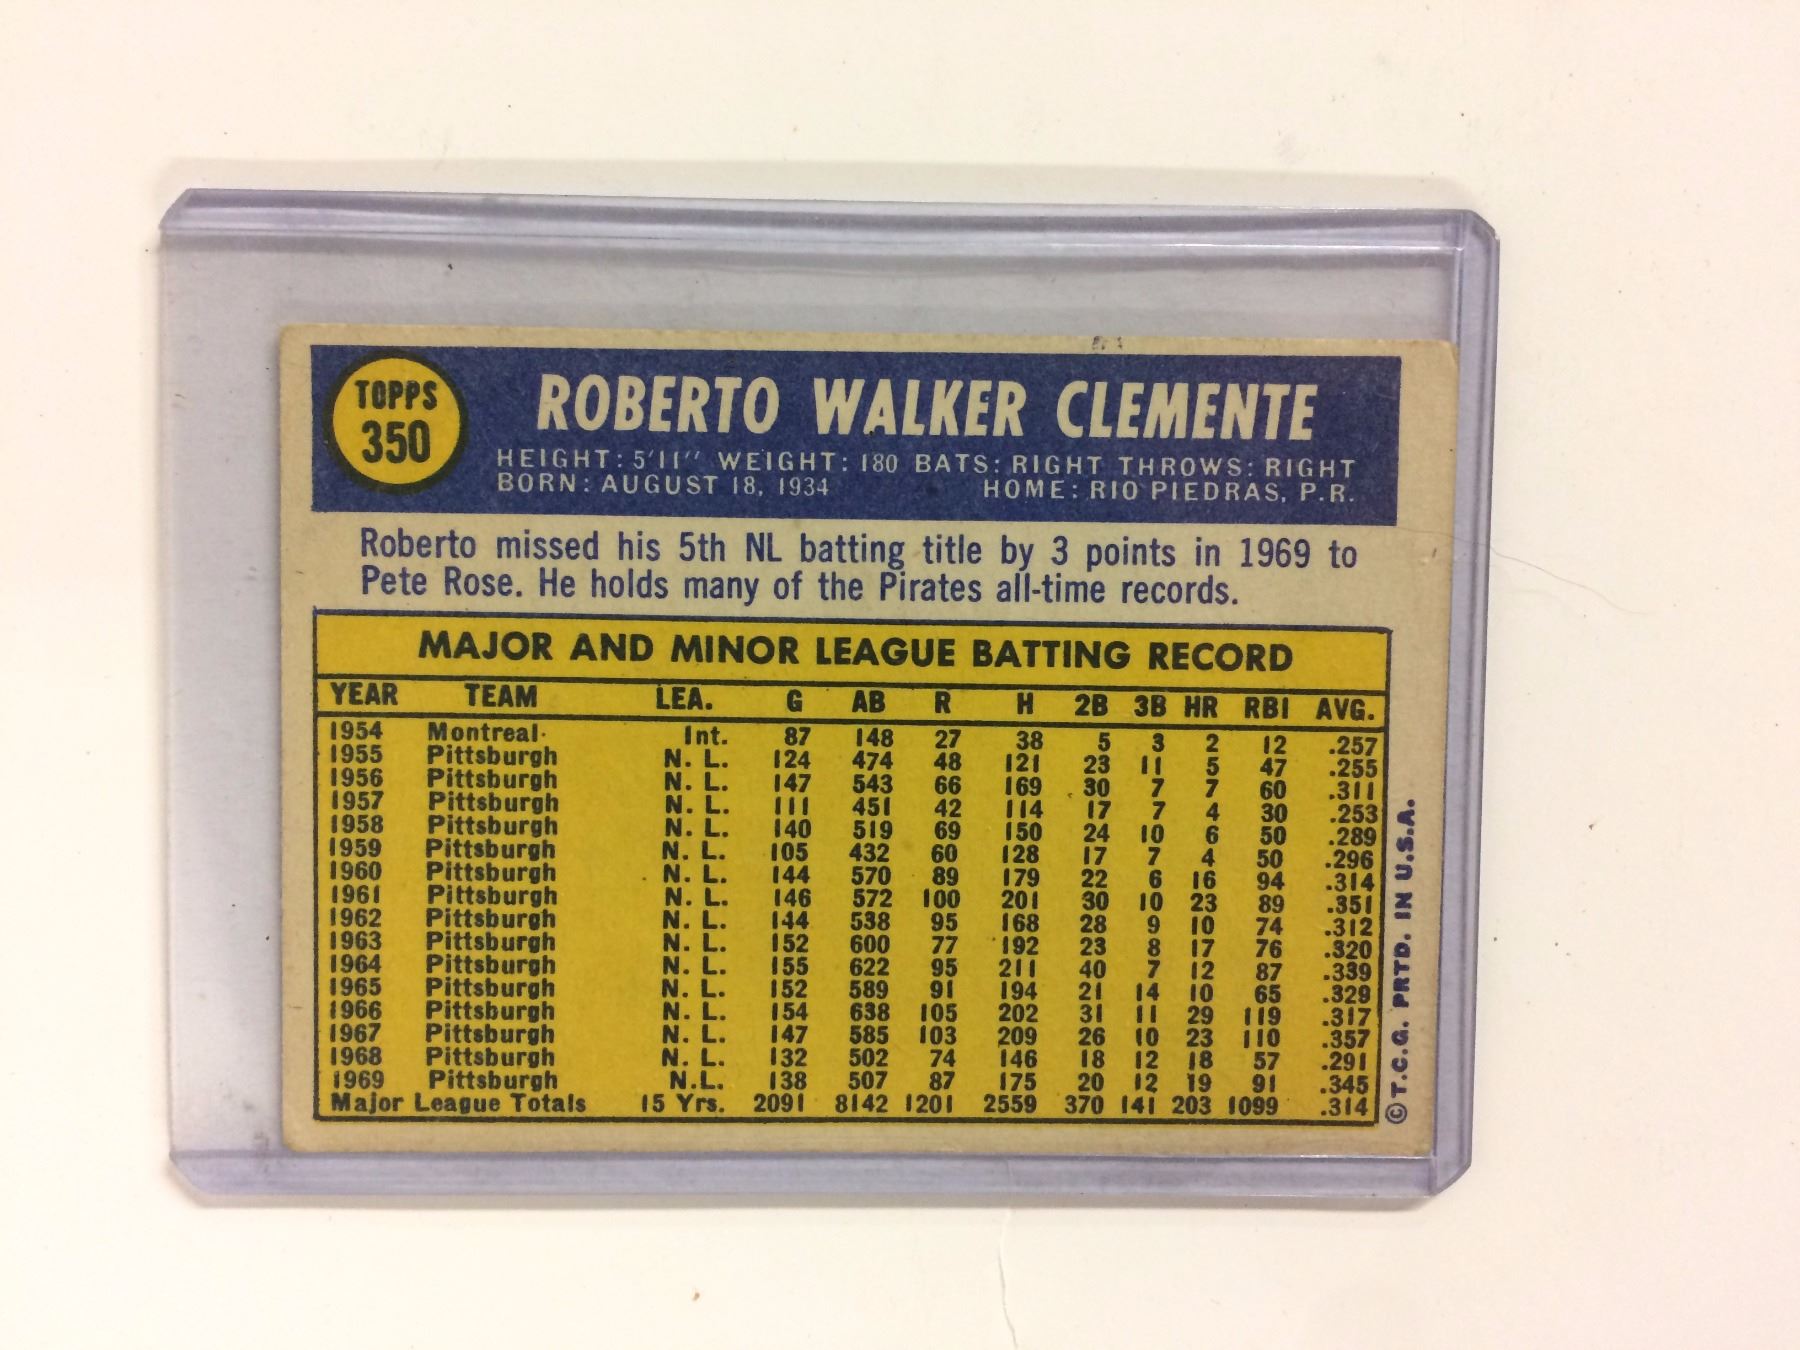 TOPPS
350
ROBERTO WALKER CLEMENTE
HEIGHT: 5'11" WEIGHT: 180 BATS: RIGHT THROWS: RIGHT
BORN: AUGUST 18, 1934 HOME: RIO PIEDRAS, P.R.
Roberto missed his 5th NL batting title by 3 points in 1969 to
Pete Rose. He holds many of the Pirates all-time records.
MAJOR AND MINOR LEAGUE BATTING RECORD
YEAR TEAM LEA. G AB R H 2B 3B HR RBI AVG.
1954 Montreal Int. 87 148 27 38 5 3 2 12 .257
1955 Pittsburgh N. L. 124 474 48 121 23 11 5 47 .255
1956 Pittsburgh N. L. 147 543 66 169 30 7 7 60 .311
1957 Pittsburgh N. L. 111 451 42 114 17 7 4 30 .253
1958 Pittsburgh N. L. 140 519 69 150 24 10 6 50 .289
1959 Pittsburgh N. L. 105 432 60 128 17 7 4 50 .296
1960 Pittsburgh N. L. 144 570 89 179 22 6 16 94 .314
1961 Pittsburgh N. L. 146 572 100 201 30 10 23 89 .351
1962 Pittsburgh N. L. 144 538 95 168 28 9 10 74 .312
1963 Pittsburgh N. L. 152 600 77 192 23 8 17 76 .320
1964 Pittsburgh N. L. 155 622 95 211 40 7 12 87 .339
1965 Pittsburgh N. L. 152 589 91 194 21 14 10 65 .329
1966 Pittsburgh N. L. 154 638 105 202 31 11 29 119 .317
1967 Pittsburgh N. L. 147 585 103 209 26 10 23 110 .357
1968 Pittsburgh N. L. 132 502 74 146 18 12 18 57 .291
1969 Pittsburgh N.L. 138 507 87 175 20 12 19 91 .345
Major League Totals 15 Yrs. 2091 8142 1201 2559 370 141 203 1099 .314
© T.C.G. PRTD. IN U.S.A.